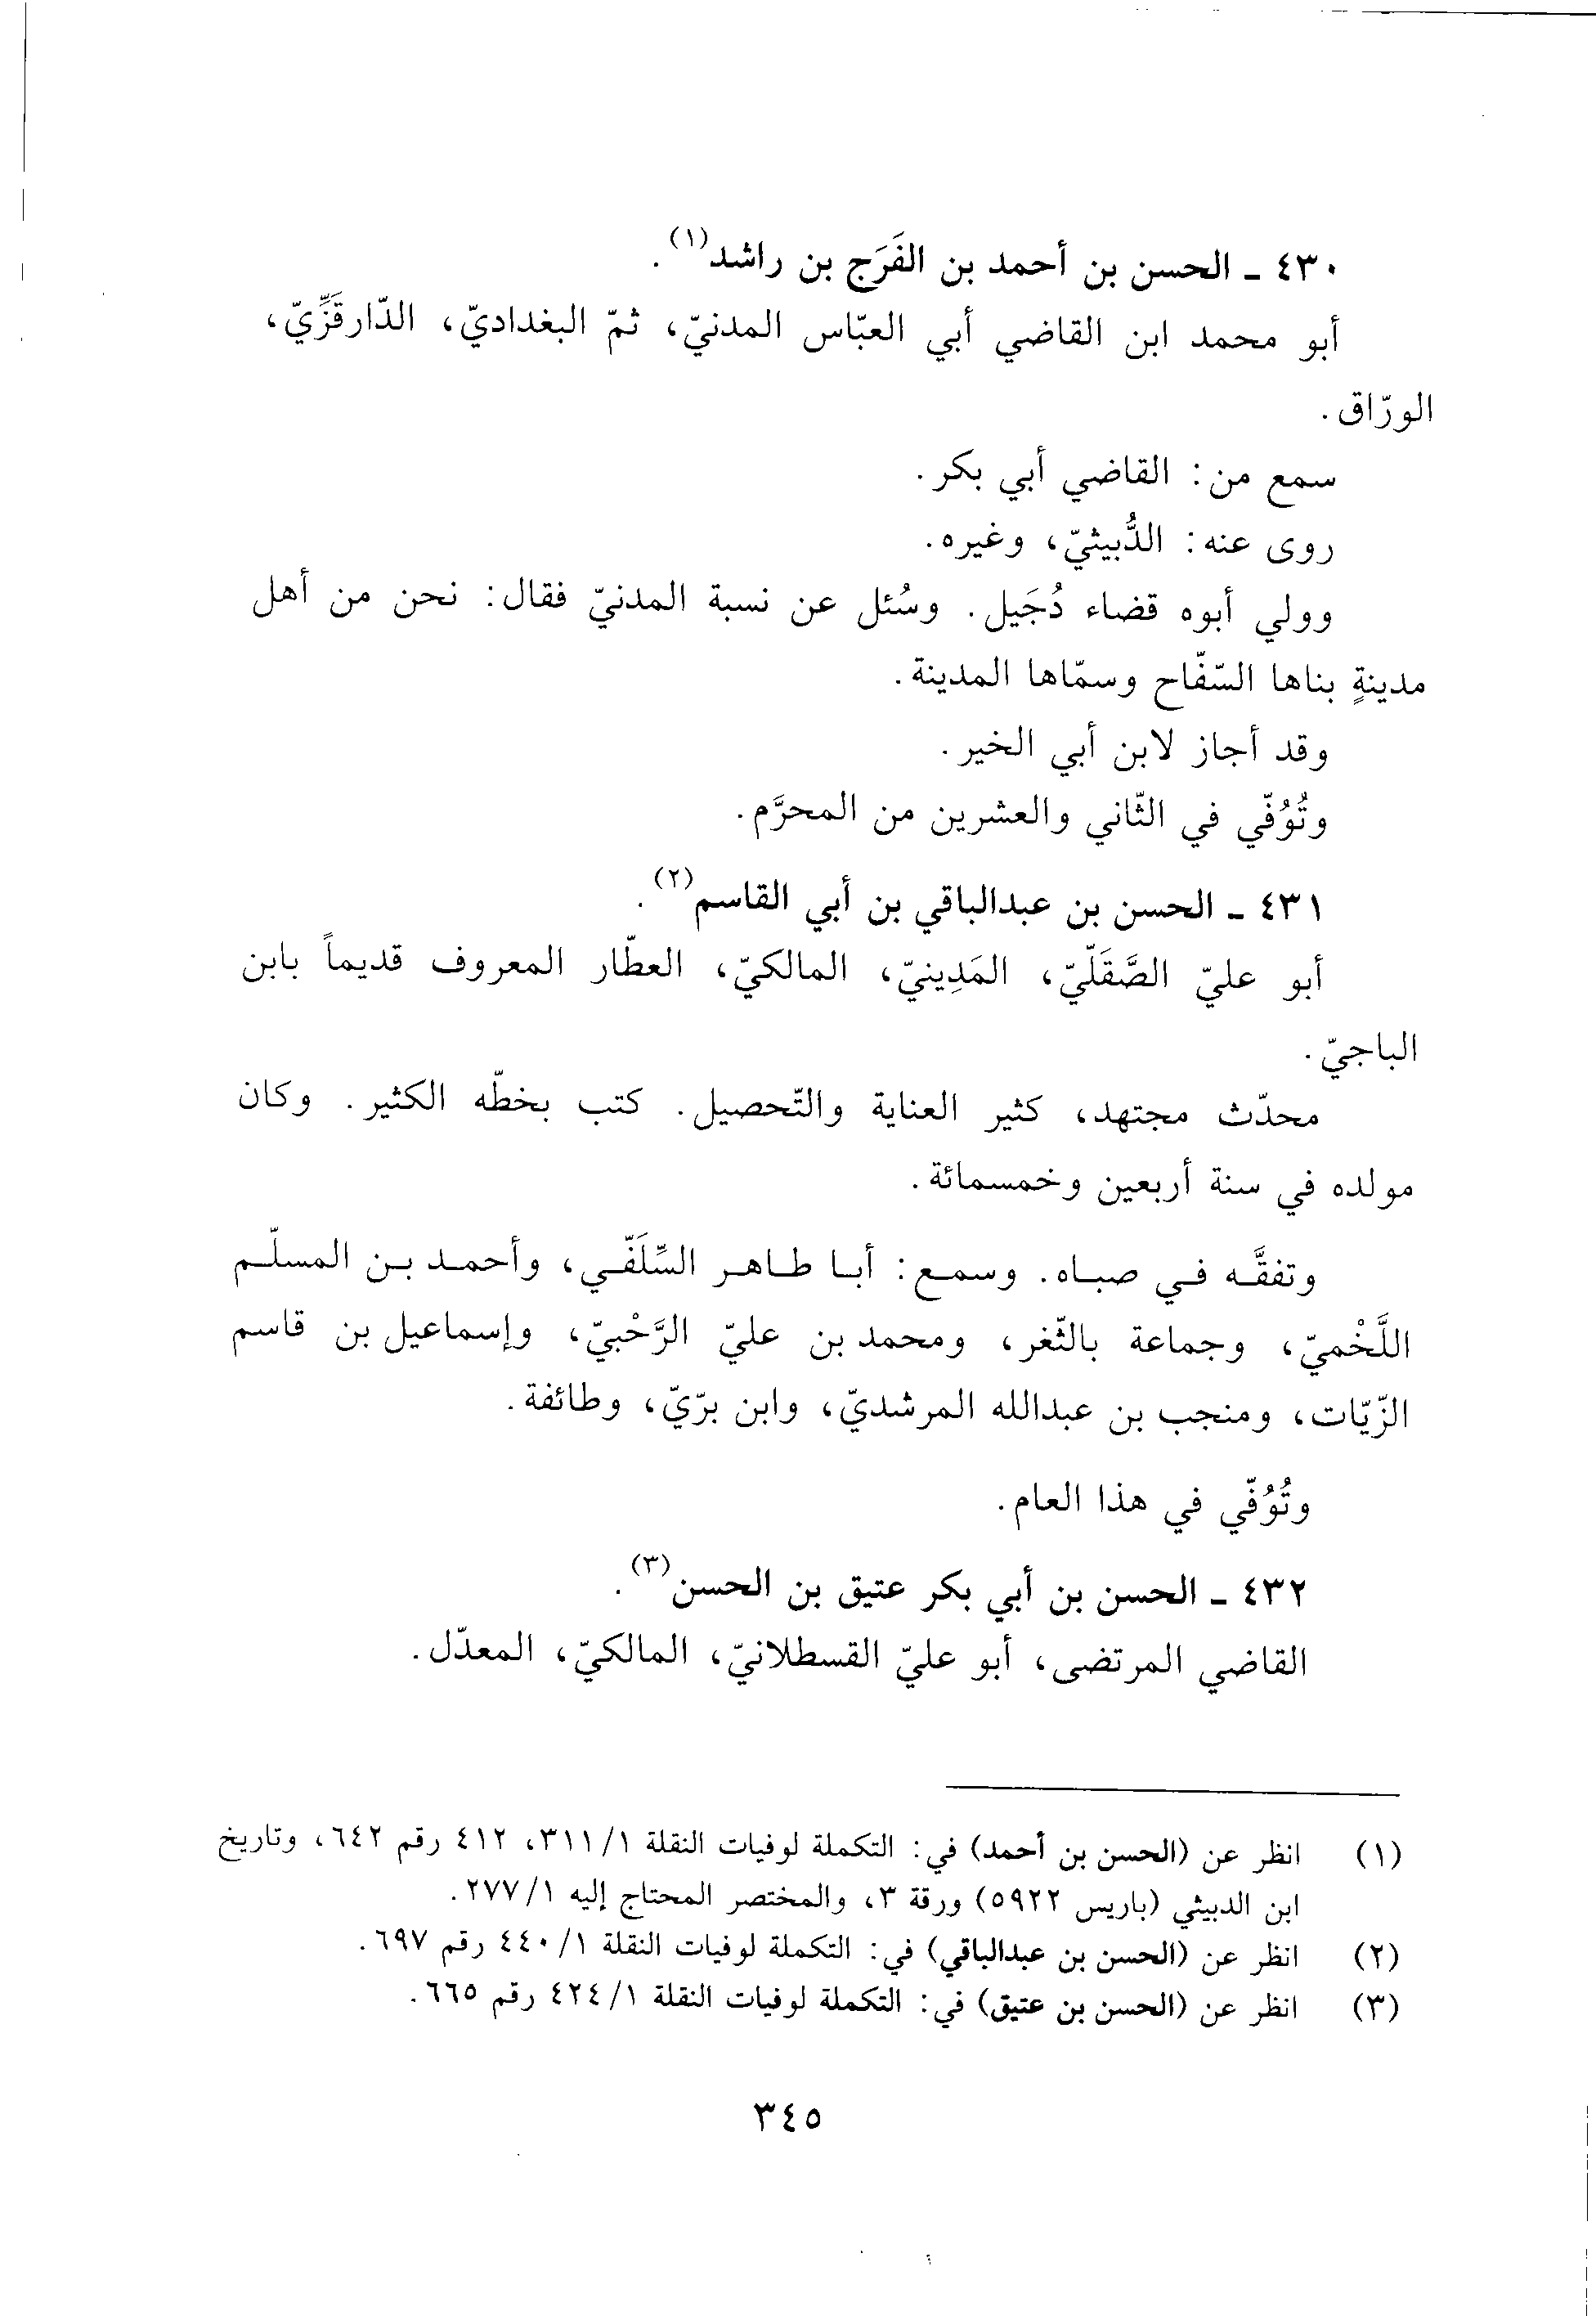 ٤٣٠ ـ الحسن بن أحمد بن الفَرَج بن راشد(١).
أبو محمد ابن القاضي أبي العبّاس المدنيّ، ثمّ البغداديّ، الدّارقَزِّيّ،
الورّاق.
سمع من: القاضي أبي بكر.
روى عنه: الدُّبيثيّ، وغيره.
وولي أبوه قضاء دُجَيل. وسُئل عن نسبة المدنيّ فقال: نحن من أهل
مدينةٍ بناها السّفّاح وسمّاها المدينة.
وقد أجاز لابن أبي الخير.
وتُوُفّي في الثّاني والعشرين من المحرَّم.
٤٣١ ـ الحسن بن عبدالباقي بن أبي القاسم(٢).
أبو عليّ الصَّقَلّيّ، المَدِينيّ، المالكيّ، العطّار المعروف قديماً بابن
الباجيّ.
محدّث مجتهد، كثير العناية والتّحصيل. كتب بخطّه الكثير. وكان
مولده في سنة أربعين وخمسمائة.
وتفقَّه في صباه. وسمع: أبا طاهر السِّلَفّي، وأحمد بن المسلّم
اللَّخْميّ، وجماعة بالثّغر، ومحمد بن عليّ الرَّحْبيّ، وإسماعيل بن قاسم
الزّيّات، ومنجب بن عبدالله المرشديّ، وابن برّيّ، وطائفة.
وتُوُفّي في هذا العام.
٤٣٢ ـ الحسن بن أبي بكر عتيق بن الحسن(٣).
القاضي المرتضى، أبو عليّ القسطلانيّ، المالكيّ، المعدّل.
(١) انظر عن (الحسن بن أحمد) في: التكملة لوفيات النقلة ١/ ٣١١، ٤١٢ رقم ٦٤٢، وتاريخ
ابن الدبيثي (باريس ٥٩٢٢) ورقة ٣، والمختصر المحتاج إليه ١/ ٢٧٧.
(٢) انظر عن (الحسن بن عبدالباقي) في: التكملة لوفيات النقلة ١/ ٤٤٠ رقم ٦٩٧.
(٣) انظر عن (الحسن بن عتيق) في: التكملة لوفيات النقلة ١/ ٤٢٤ رقم ٦٦٥.
٣٤٥